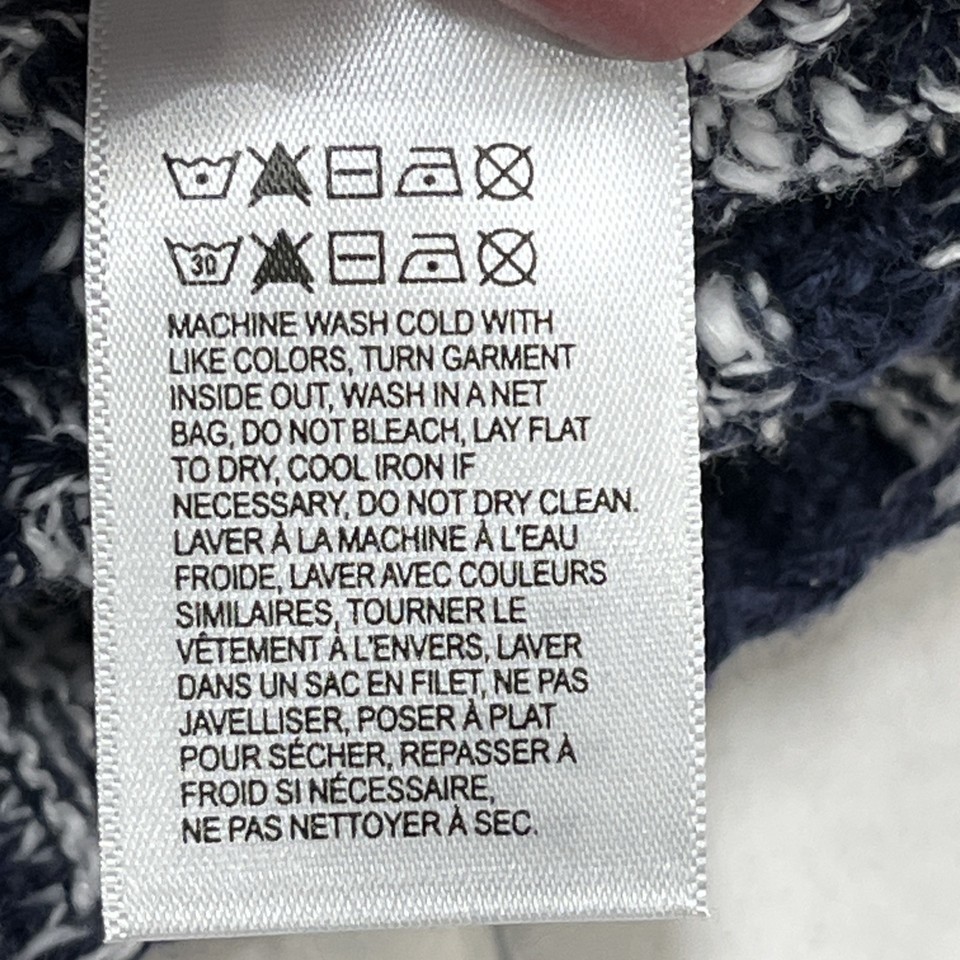 30
MACHINE WASH COLD WITH
LIKE COLORS, TURN GARMENT
INSIDE OUT, WASH IN A NET
BAG, DO NOT BLEACH, LAY FLAT
TO DRY, COOL IRON IF
NECESSARY, DO NOT DRY CLEAN.
LAVER À LA MACHINE À L'EAU
FROIDE, LAVER AVEC COULEURS
SIMILAIRES, TOURNER LE
VÊTEMENT À L'ENVERS, LAVER
DANS UN SAC EN FILET, NE PAS
JAVELLISER, POSER À PLAT
POUR SÉCHER, REPASSER À
FROID SI NÉCESSAIRE,
NE PAS NETTOYER À SEC.